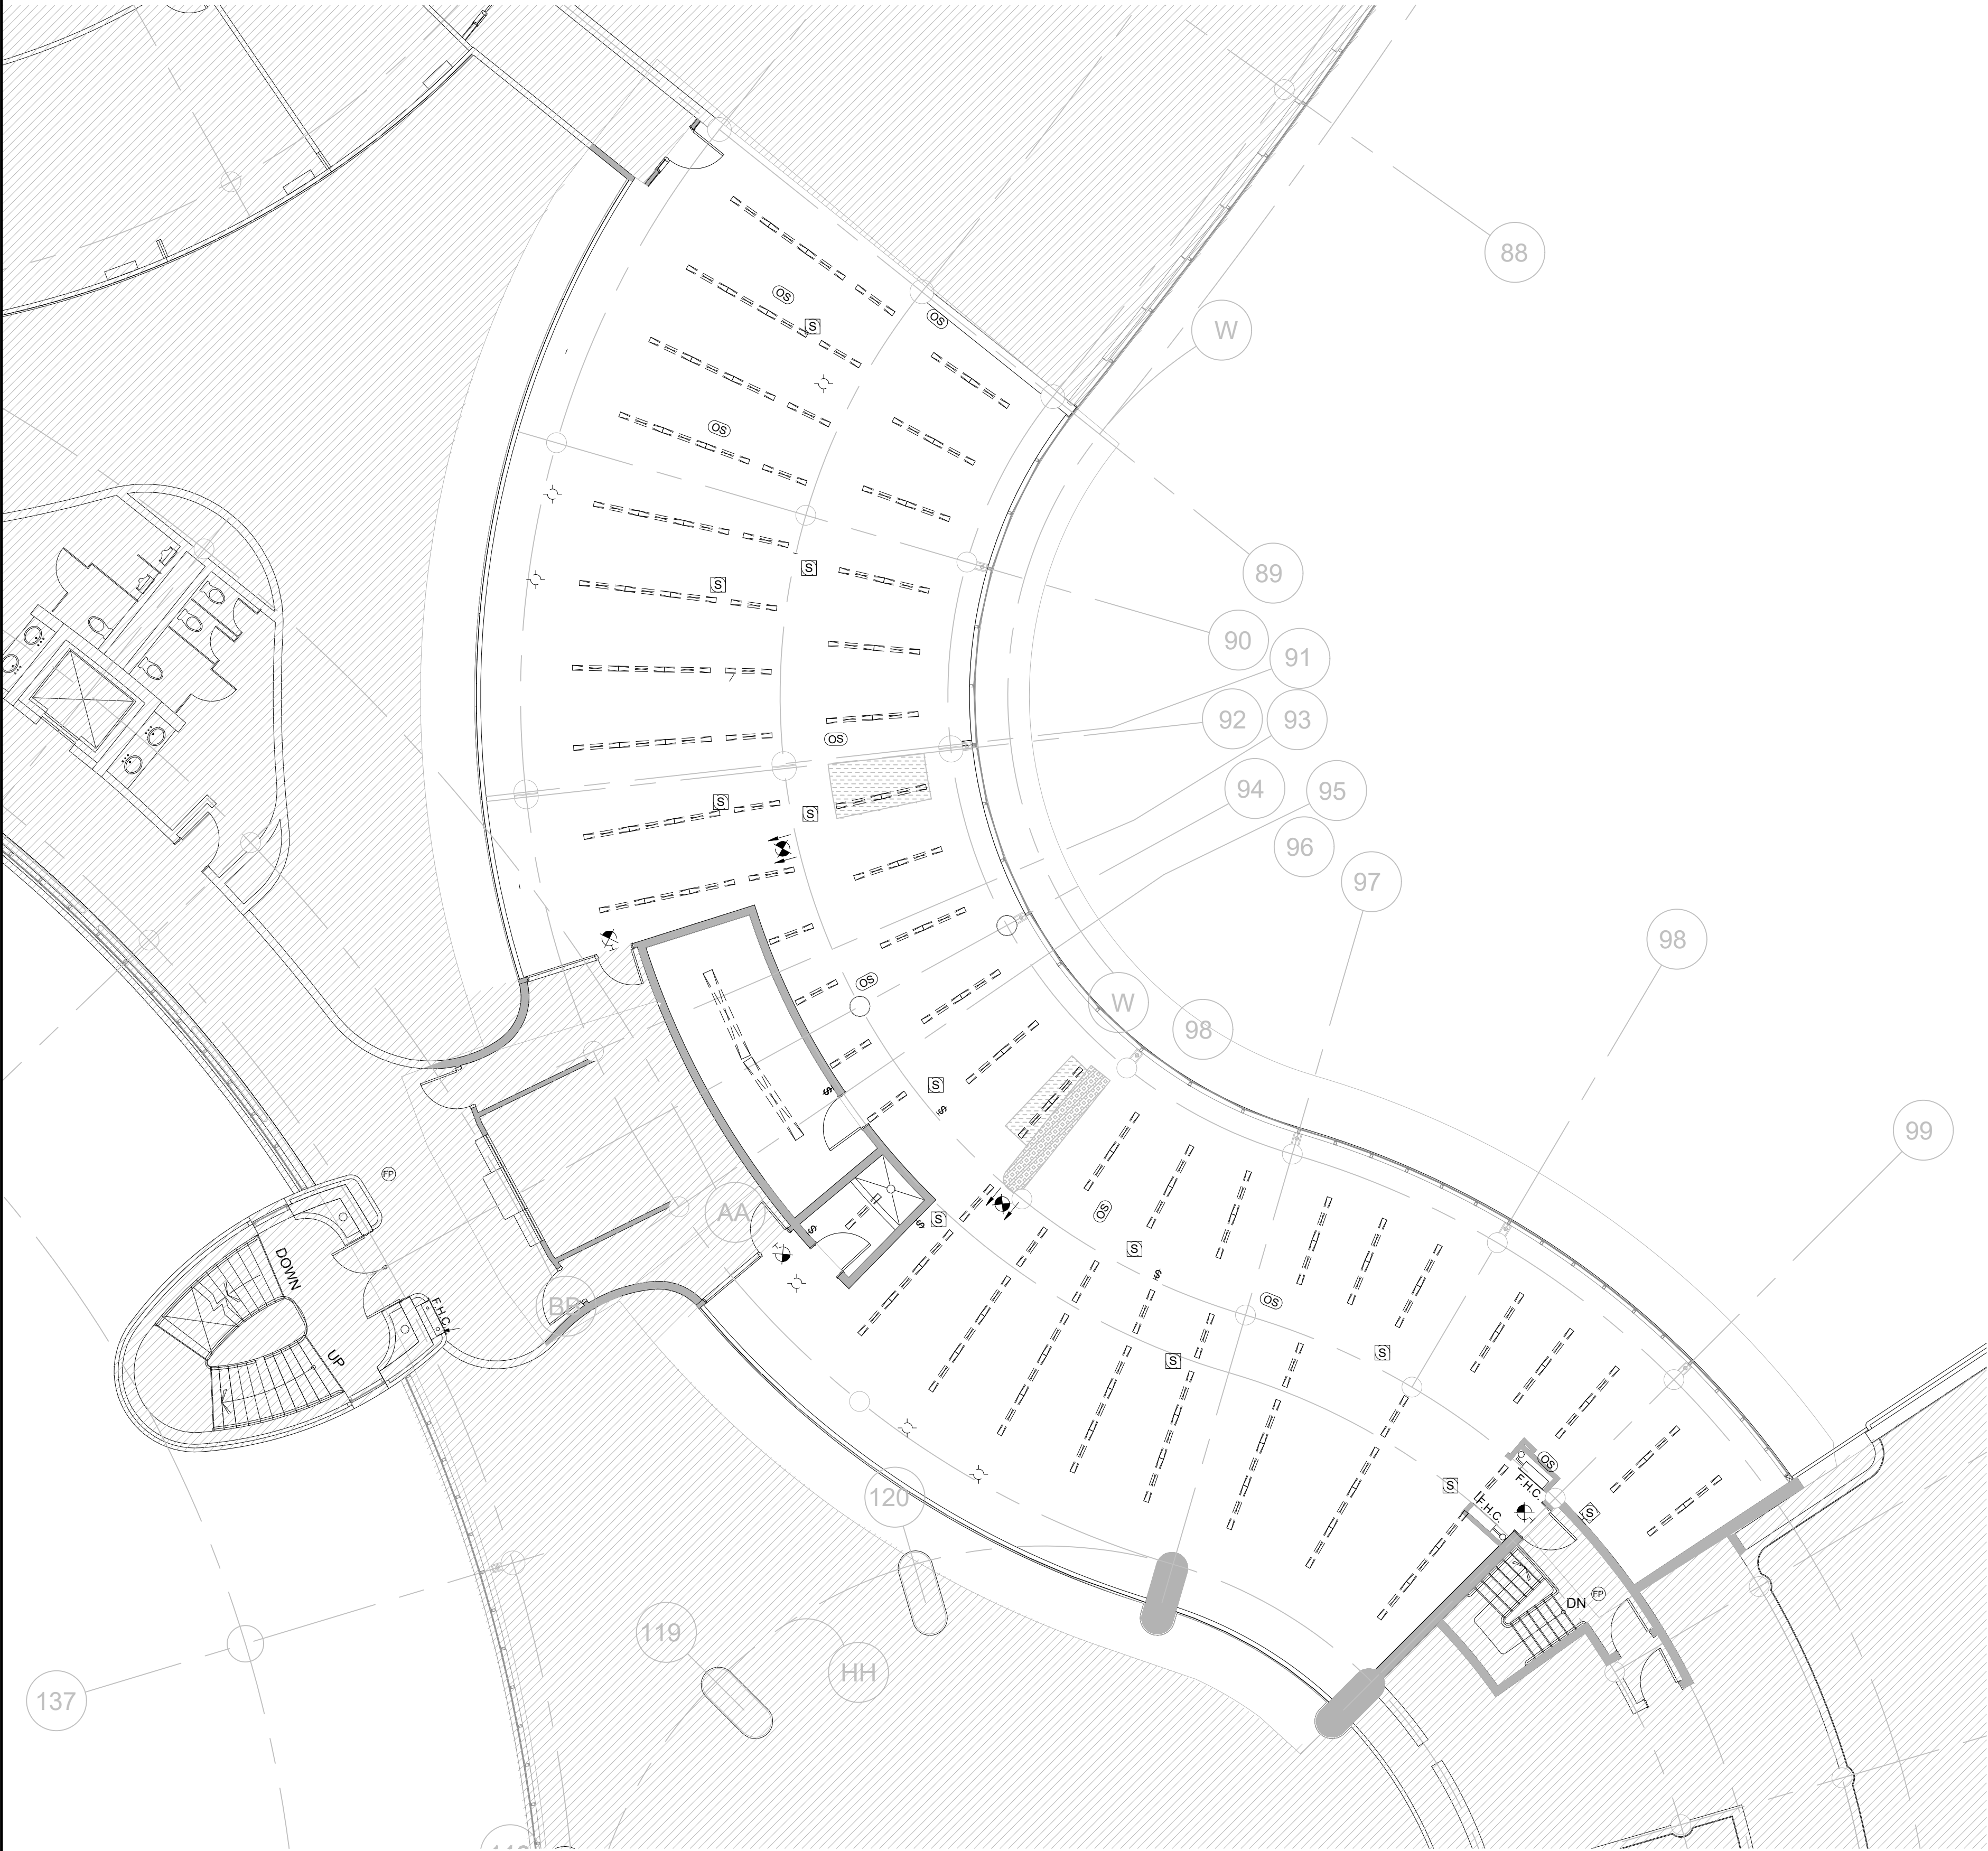 88
OS
OS
S
W
OS
S
S
89
90
91
92
93
OS
94
95
S
S
96
97
98
OS
W
98
S
$
$
99
FP
AA
OS
$
S
$
S
$
DOWN
BB
OS
F.H.C.
UP
S
S
OS
S
F.H.C.
120
F.H.C.
S
FP
DN
119
HH
137